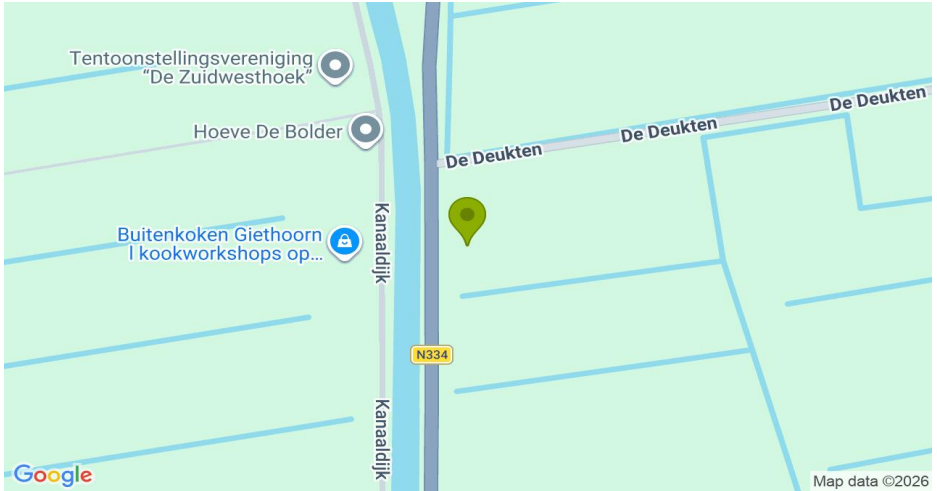 Tentoonstellingsvereniging
“De Zuidwesthoek”
Hoeve De Bolder
De Deukten
De Deukten
De Deukten
Kanaaldijk
Buitenkoken Giethoorn
| kookworkshops op...
N334
Kanaaldijk
Google
Map data ©2026